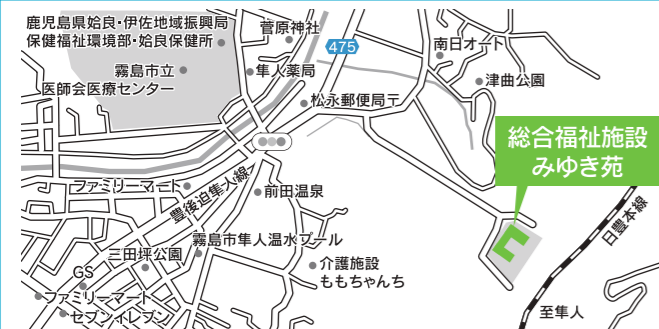 鹿児島県姶良・伊佐地域振興局
保健福祉環境部・姶良保健所
菅原神社
475
南日オート
霧島市立
医師会医療センター
隼人薬局
津曲公園
松永郵便局〒
総合福祉施設
みゆき苑
ファミリーマート
豊後迫隼人線
前田温泉
日豊本線
霧島市隼人温水プール
三田坪公園
介護施設
ももちゃんち
GS
ファミリーマート
セブンイレブン
至隼人